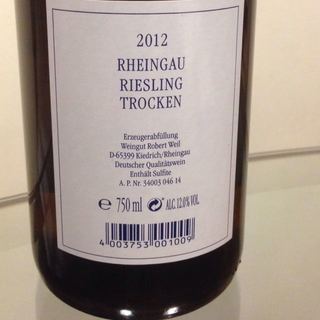 2012
RHEINGAU
RIESLING
TROCKEN
Erzeugerabfüllung
Weingut Robert Weil
D-65399 Kiedrich/Rheingau
Deutscher Qualitätswein
Enthält Sulfite
A. P. Nr. 34003 046 14
℮ 750 ml ALC. 12.0% VOL.
4 003753 001009